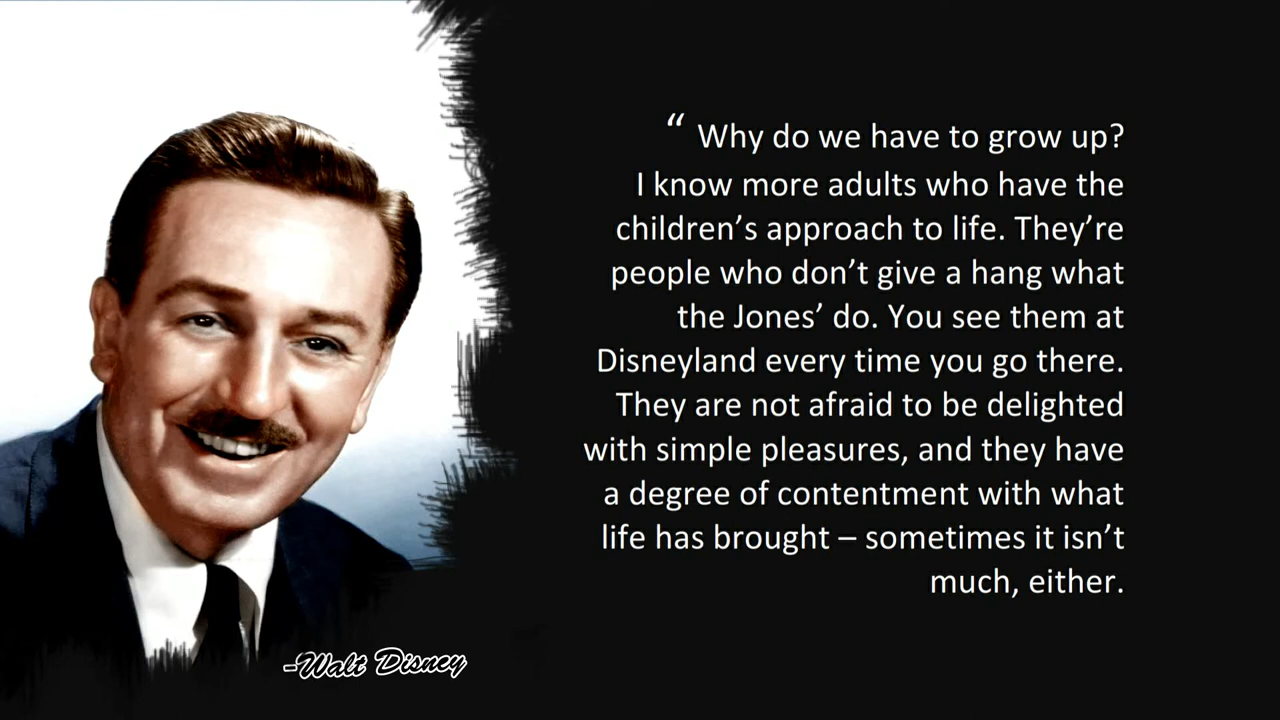 “ Why do we have to grow up?
I know more adults who have the
children’s approach to life. They’re
people who don’t give a hang what
the Jones’ do. You see them at
Disneyland every time you go there.
They are not afraid to be delighted
with simple pleasures, and they have
a degree of contentment with what
life has brought – sometimes it isn’t
much, either.
-Walt Disney